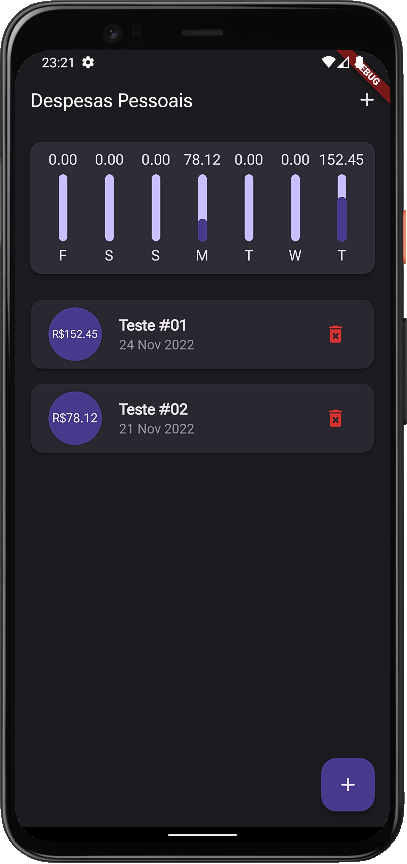 23:21
DEBUG
Despesas Pessoais
0.00 0.00 0.00 78.12 0.00 0.00 152.45
F S S M T W T
R$152.45
Teste #01
24 Nov 2022
R$78.12
Teste #02
21 Nov 2022